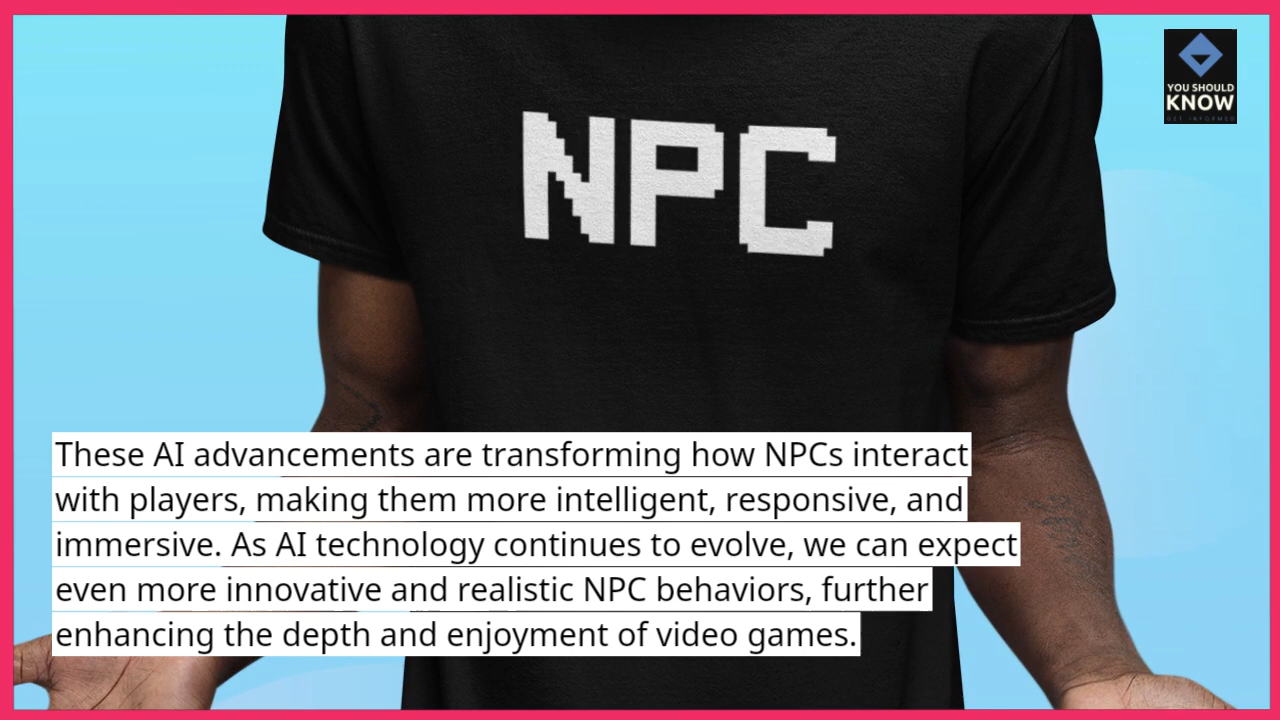 NPC
YOU SHOULD
KNOW
GET INFORMED
These AI advancements are transforming how NPCs interact
with players, making them more intelligent, responsive, and
immersive. As AI technology continues to evolve, we can expect
even more innovative and realistic NPC behaviors, further
enhancing the depth and enjoyment of video games.